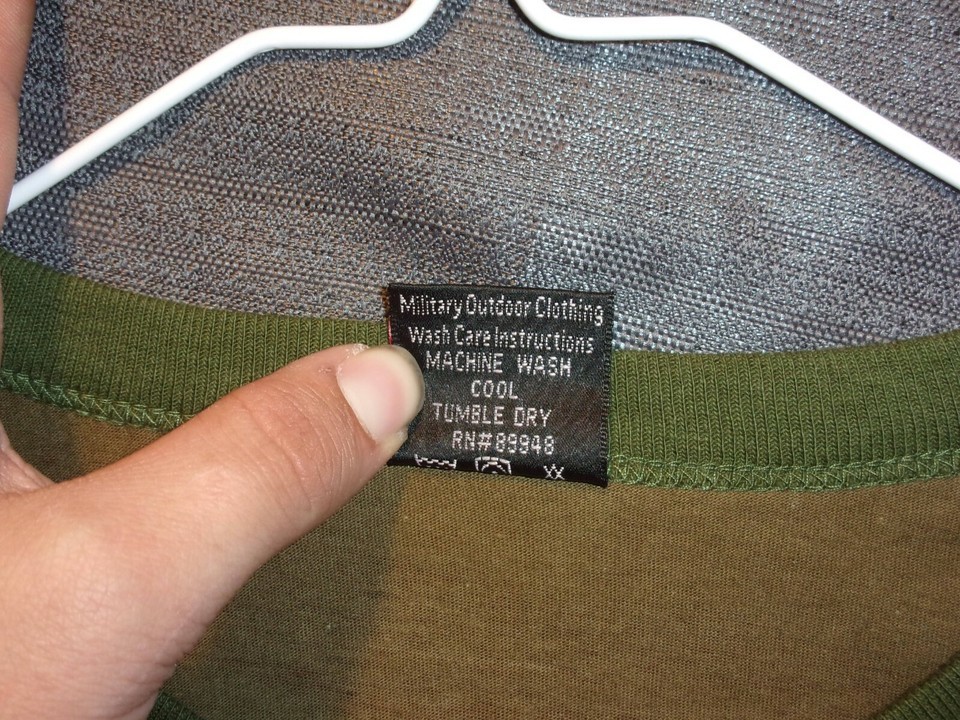 Military Outdoor Clothing
Wash Care Instructions
MACHINE WASH
COOL
TUMBLE DRY
RN#89948